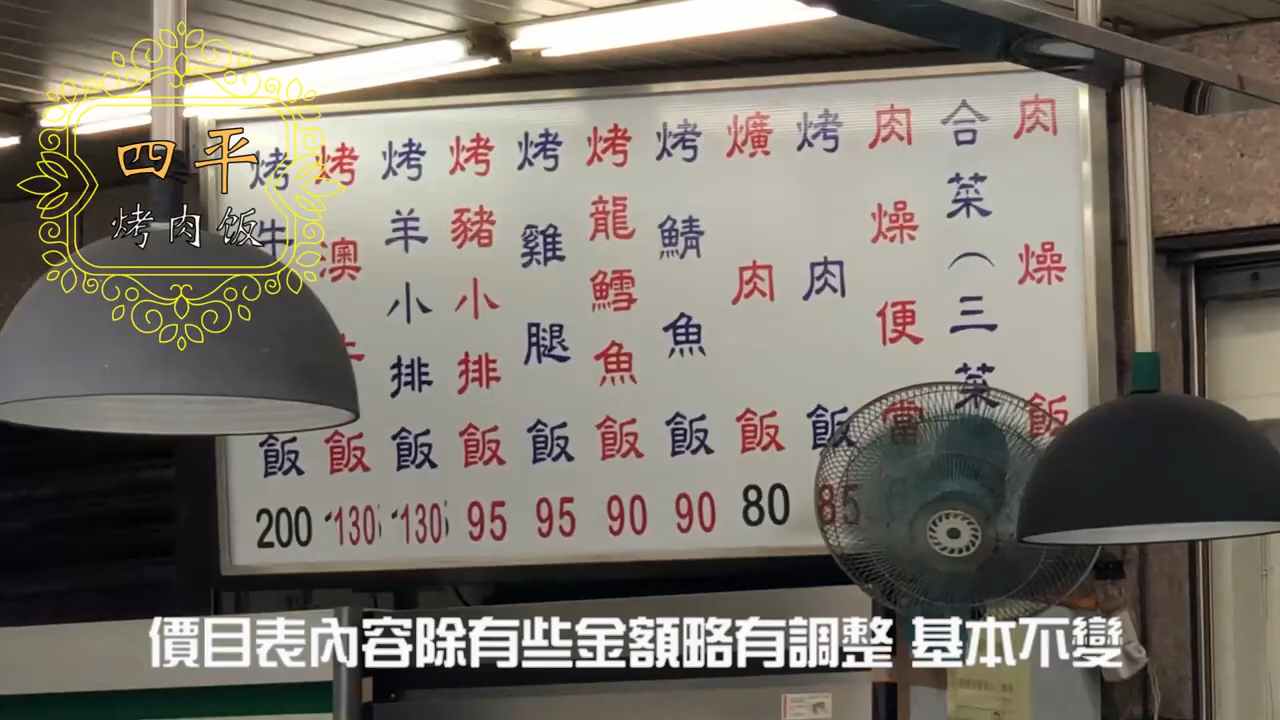 四平
烤肉饭
肉燥飯
合菜（三菜
肉燥便當
烤肉飯
85
爌肉飯
80
烤鯖魚飯
90
烤龍鱈魚飯
90
烤雞腿飯
95
烤豬小排飯
95
烤羊小排飯
130
烤澳牛飯
130
烤牛飯
200
價目表內容除有些金額略有調整 基本不變